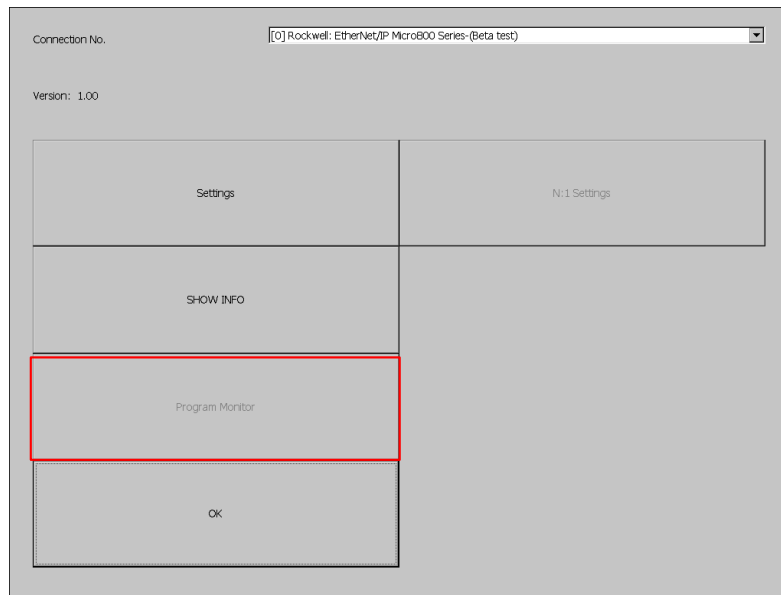 Connection No.
[0] Rockwell: EtherNet/IP Micro800 Series-(Beta test)
Version: 1.00
Settings
N:1 Settings
SHOW INFO
Program Monitor
OK